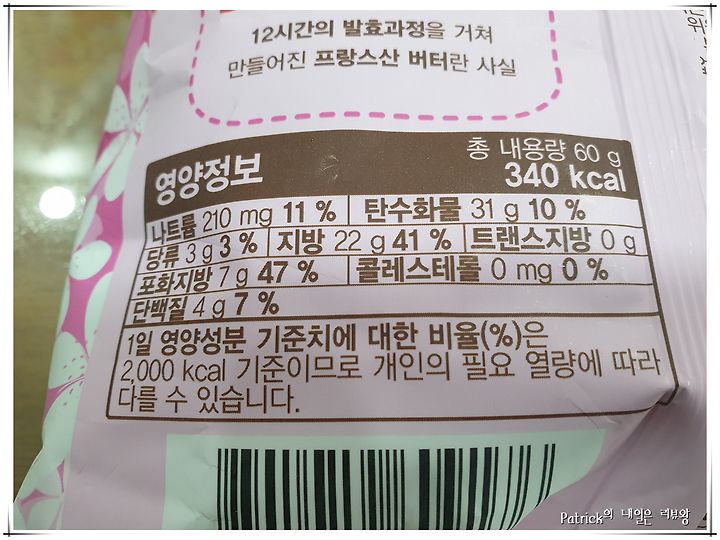 12시간의 발효과정을 거쳐
만들어진 프랑스산 버터란 사실
영양정보
총 내용량 60 g
340 kcal
나트륨 210 mg 11 % 탄수화물 31 g 10 %
당류 3 g 3 % 지방 22 g 41 % 트랜스지방 0 g
포화지방 7 g 47 % 콜레스테롤 0 mg 0 %
단백질 4 g 7 %
1일 영양성분 기준치에 대한 비율(%)은
2,000 kcal 기준이므로 개인의 필요 열량에 따라
다를 수 있습니다.
Patrick의 내일은 리뷰왕